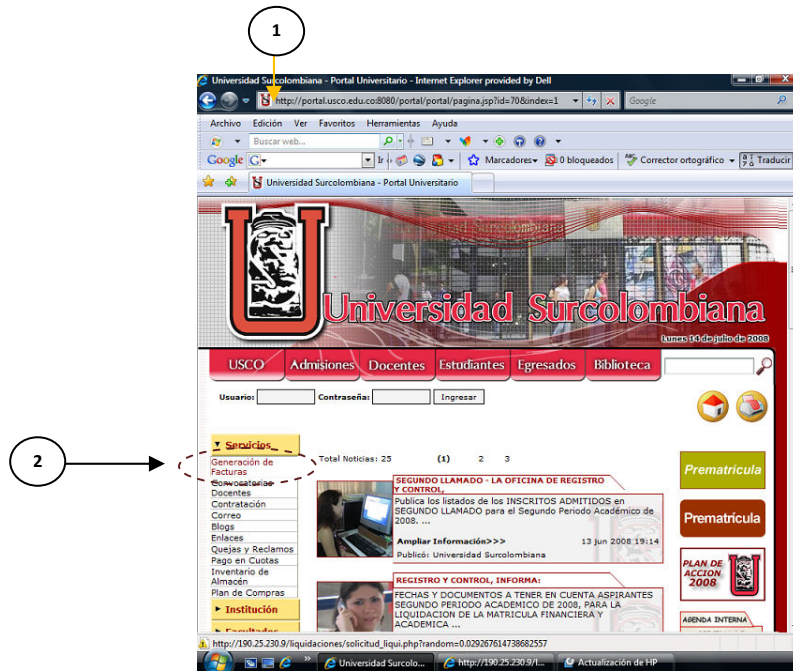 1
Universidad Surcolombiana - Portal Universitario - Internet Explorer provided by Dell
http://portal.usco.edu.co:8080/portal/portal/pagina.jsp?id=70&index=1
Google
Archivo Edición Ver Favoritos Herramientas Ayuda
Buscar web...
Google G Ir Marcadores 0 bloqueados Corrector ortográfico Traducir
Universidad Surcolombiana - Portal Universitario
Universidad Surcolombiana
Lunes 14 de julio de 2008
USCO Admisiones Docentes Estudiantes Egresados Biblioteca
Usuario: Contraseña: Ingresar
2
Servicios
Generación de
Facturas
Convocatorias
Docentes
Contratación
Correo
Blogs
Enlaces
Quejas y Reclamos
Pago en Cuotas
Inventario de
Almacén
Plan de Compras
Institución
Facultades
Total Noticias: 25 (1) 2 3
SEGUNDO LLAMADO - LA OFICINA DE REGISTRO
Y CONTROL,
Publica los listados de los INSCRITOS ADMITIDOS en
SEGUNDO LLAMADO para el Segundo Periodo Académico de
2008. ...
Ampliar Información>>> 13 jun 2008 19:14
Publicó: Universidad Surcolombiana
REGISTRO Y CONTROL, INFORMA:
FECHAS Y DOCUMENTOS A TENER EN CUENTA ASPIRANTES
SEGUNDO PERIODO ACADEMICO DE 2008, PARA LA
LIQUIDACION DE LA MATRICULA FINANCIERA Y
ACADEMICA ...
Prematricula
Prematrícula
PLAN DE
ACCION
2008
AGENDA INTERNA
http://190.25.230.9/liquidaciones/solicitud_liqui.php?random=0.029267614738682557
Universidad Surcolo... http://190.25.230.9/l... Actualización de HP